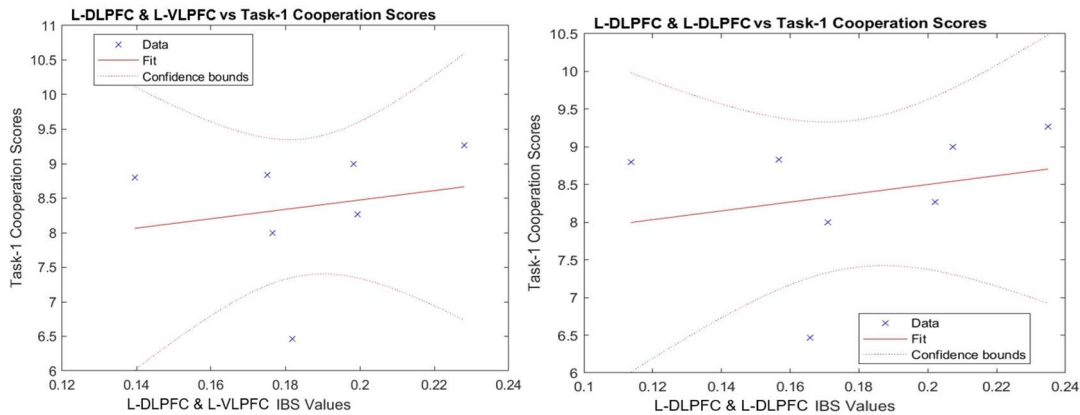 L-DLPFC & L-VLPFC vs Task-1 Cooperation Scores
11
10.5
10
9.5
9
8.5
8
7.5
7
6.5
6
Task-1 Cooperation Scores
Data
Fit
Confidence bounds
0.12 0.14 0.16 0.18 0.2 0.22 0.24
L-DLPFC & L-VLPFC IBS Values
L-DLPFC & L-DLPFC vs Task-1 Cooperation Scores
10.5
10
9.5
9
8.5
8
7.5
7
6.5
6
Task-1 Cooperation Scores
Data
Fit
Confidence bounds
0.1 0.12 0.14 0.16 0.18 0.2 0.22 0.24
L-DLPFC & L-DLPFC IBS Values